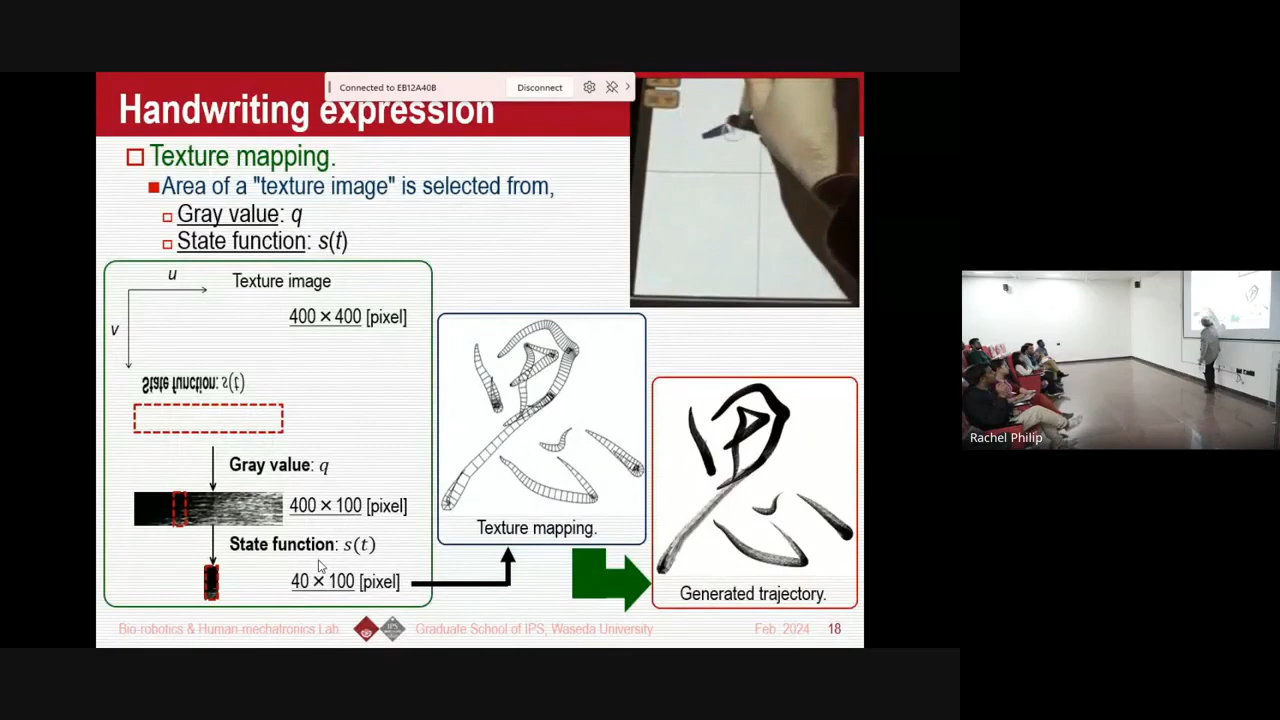 Connected to EB12A40B
Disconnect
Handwriting expression
Texture mapping.
Area of a "texture image" is selected from,
Gray value: q
State function: s(t)
u
Texture image
400 × 400 [pixel]
v
State function: s(t)
Gray value: q
400 × 100 [pixel]
State function: s(t)
40 × 100 [pixel]
Texture mapping.
Generated trajectory.
Bio-robotics & Human-mechatronics Lab.
IPS
Graduate School of IPS, Waseda University
Feb. 2024
18
Rachel Philip